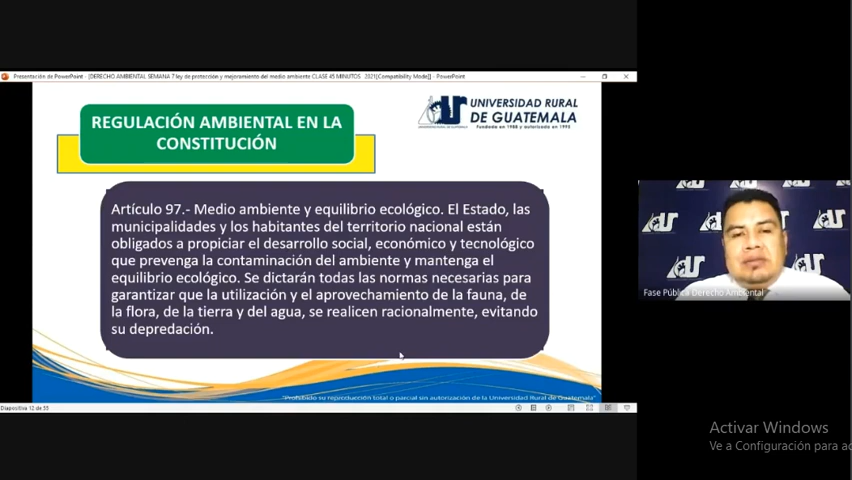 Presentación de PowerPoint - [DERECHO AMBIENTAL SEMANA 7 ley de protección y mejoramiento del medio ambiente CLASE 45 MINUTOS 2021[Compatibility Mode]] - PowerPoint
REGULACIÓN AMBIENTAL EN LA
CONSTITUCIÓN
UNIVERSIDAD RURAL
DE GUATEMALA
Fundada en 1988 y autorizada en 1995
Artículo 97.- Medio ambiente y equilibrio ecológico. El Estado, las
municipalidades y los habitantes del territorio nacional están
obligados a propiciar el desarrollo social, económico y tecnológico
que prevenga la contaminación del ambiente y mantenga el
equilibrio ecológico. Se dictarán todas las normas necesarias para
garantizar que la utilización y el aprovechamiento de la fauna, de
la flora, de la tierra y del agua, se realicen racionalmente, evitando
su depredación.
"Prohibido su reproducción total o parcial sin autorización de la Universidad Rural de Guatemala"
Diapositiva 12 de 55
Fase Pública Derecho Ambiental
Activar Windows
Ve a Configuración para ac